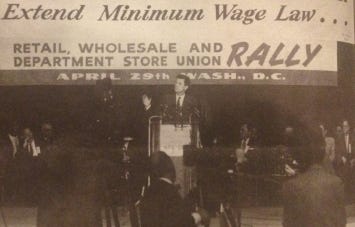 Extend Minimum Wage Law...
RETAIL, WHOLESALE AND
DEPARTMENT STORE UNION RALLY
APRIL 29th WASH., D.C.